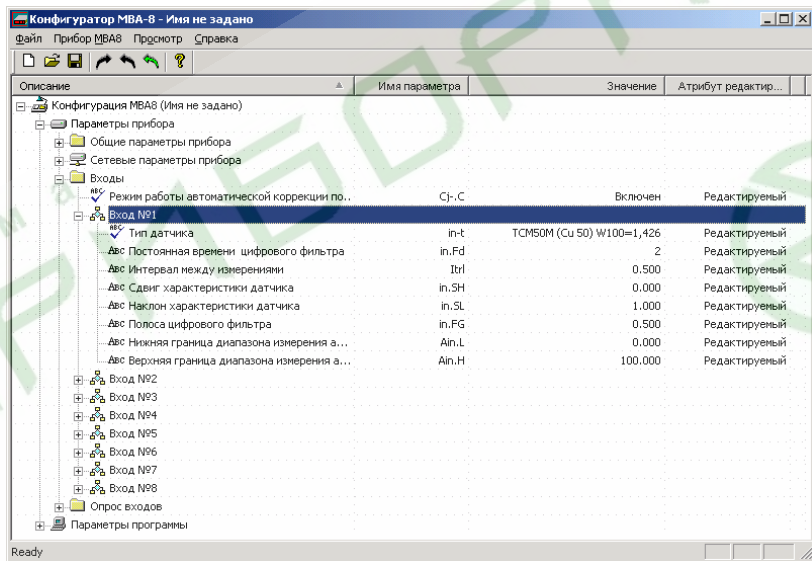 Конфигуратор МВА-8 - Имя не задано
Файл Прибор МВА8 Просмотр Справка
Описание Имя параметра Значение Атрибут редактир...
Конфигурация МВА8 (Имя не задано)
Параметры прибора
Общие параметры прибора
Сетевые параметры прибора
Входы
Режим работы автоматической коррекции по.. Cj-.C Включен Редактируемый
Вход №1
Тип датчика in-t TCM50M (Cu 50) W100=1,426 Редактируемый
Постоянная времени цифрового фильтра in.Fd 2 Редактируемый
Интервал между измерениями Itrl 0.500 Редактируемый
Сдвиг характеристики датчика in.SH 0.000 Редактируемый
Наклон характеристики датчика in.SL 1.000 Редактируемый
Полоса цифрового фильтра in.FG 0.500 Редактируемый
Нижняя граница диапазона измерения а... Ain.L 0.000 Редактируемый
Верхняя граница диапазона измерения а... Ain.H 100.000 Редактируемый
Вход №2
Вход №3
Вход №4
Вход №5
Вход №6
Вход №7
Вход №8
Опрос входов
Параметры программы
Ready